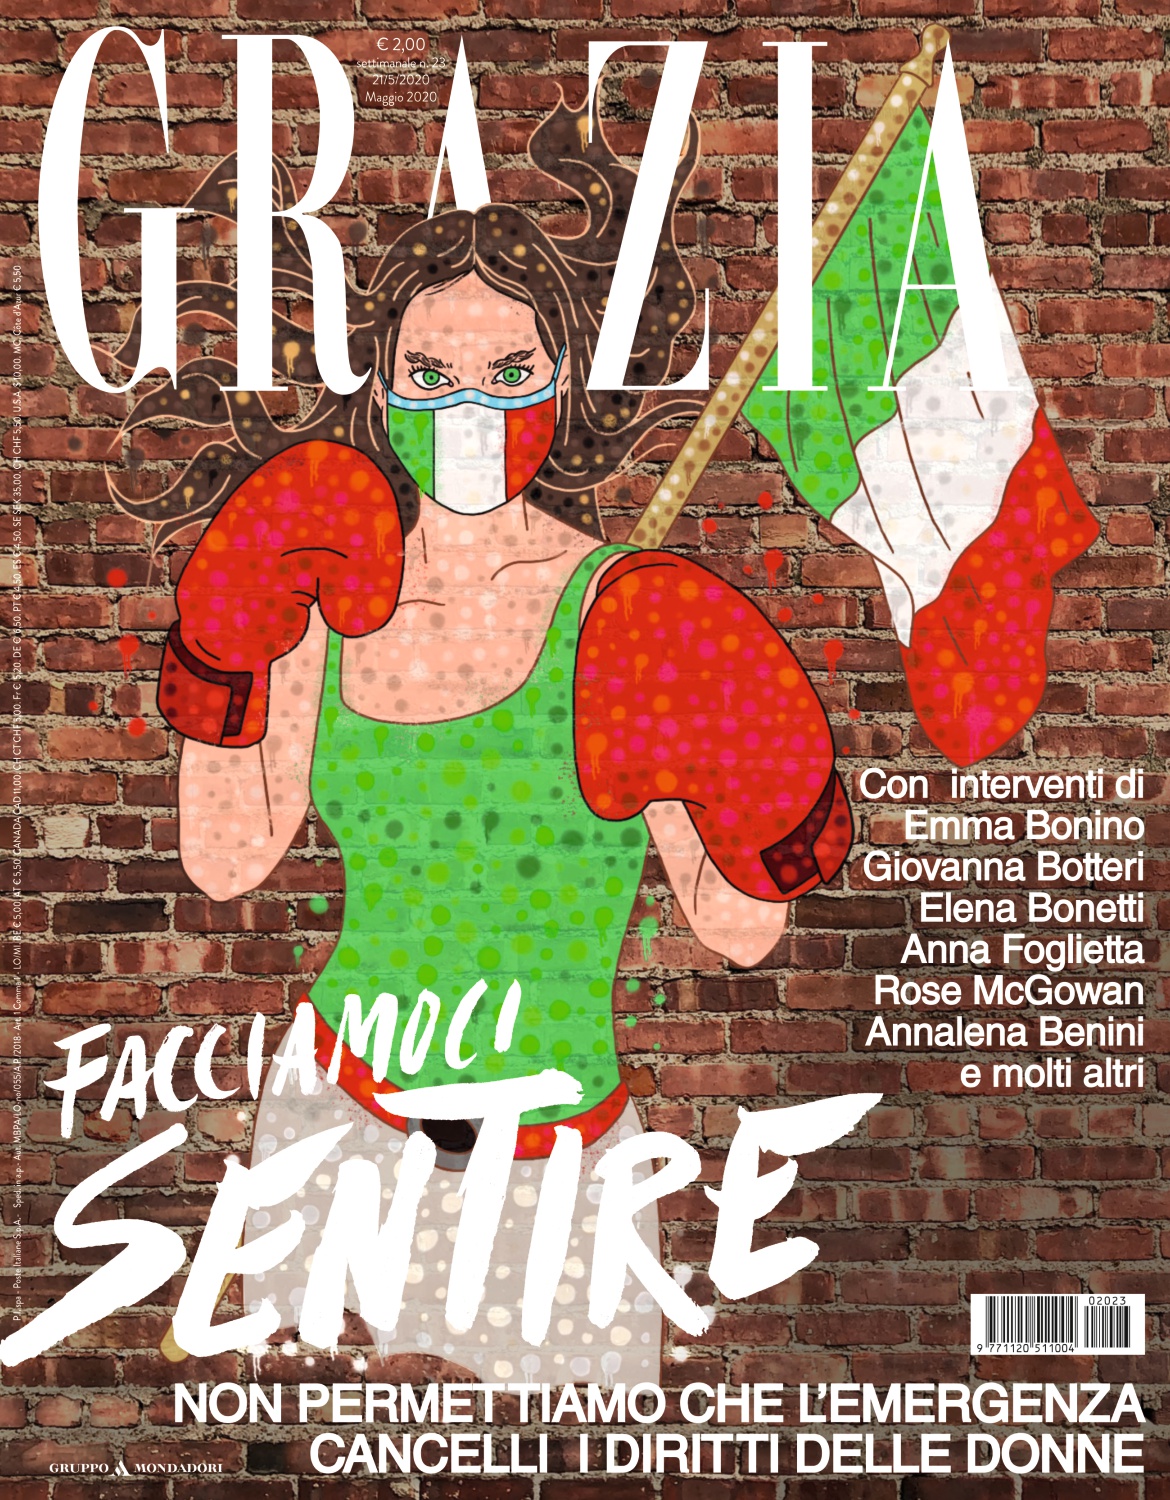 GRAZIA
€ 2,00
settimanale n. 23
21/5/2020
Maggio 2020
Con interventi di
Emma Bonino
Giovanna Botteri
Elena Bonetti
Anna Foglietta
Rose McGowan
Annalena Benini
e molti altri
FACCIAMOCI
SENTIRE
02023
9 771120 511004
NON PERMETTIAMO CHE L'EMERGENZA
CANCELLI I DIRITTI DELLE DONNE
GRUPPO MONDADORI